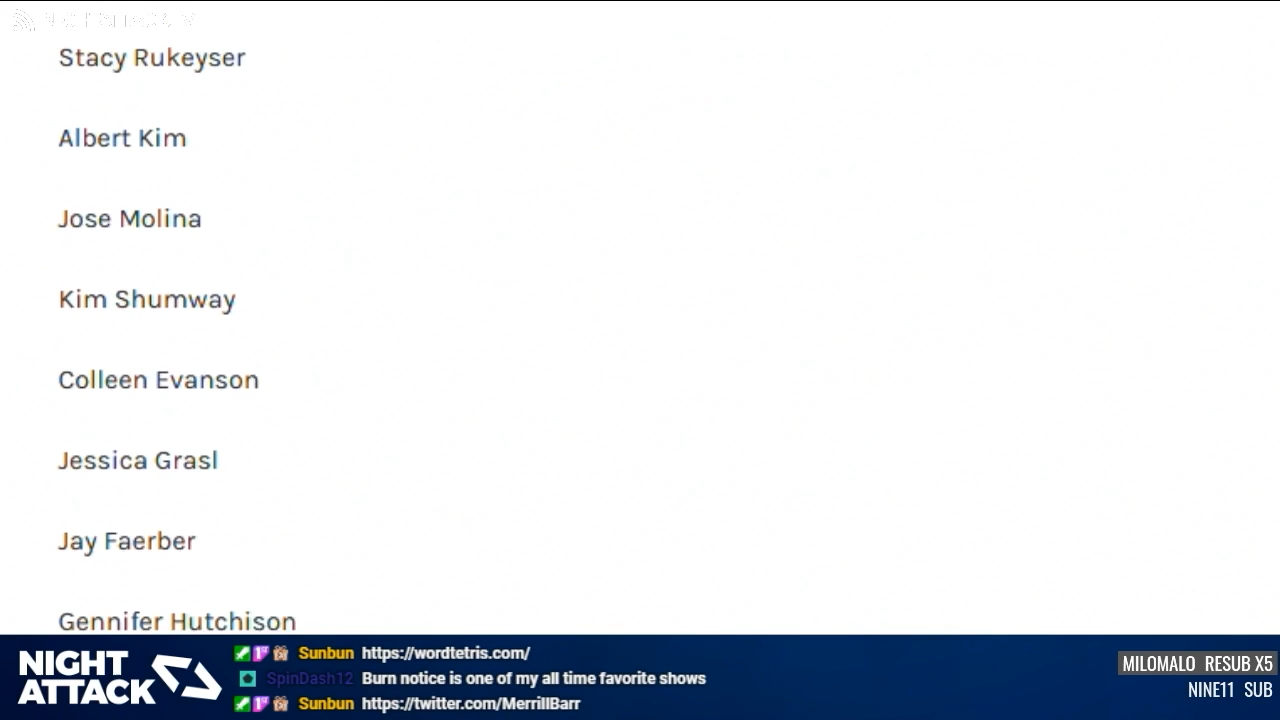 Stacy Rukeyser
Albert Kim
Jose Molina
Kim Shumway
Colleen Evanson
Jessica Grasl
Jay Faerber
Gennifer Hutchison
NIGHT
ATTACK
Sunbun https://wordtetris.com/
SpinDash12 Burn notice is one of my all time favorite shows
Sunbun https://twitter.com/MerrillBarr
MILOMALO RESUB X5
NINE11 SUB